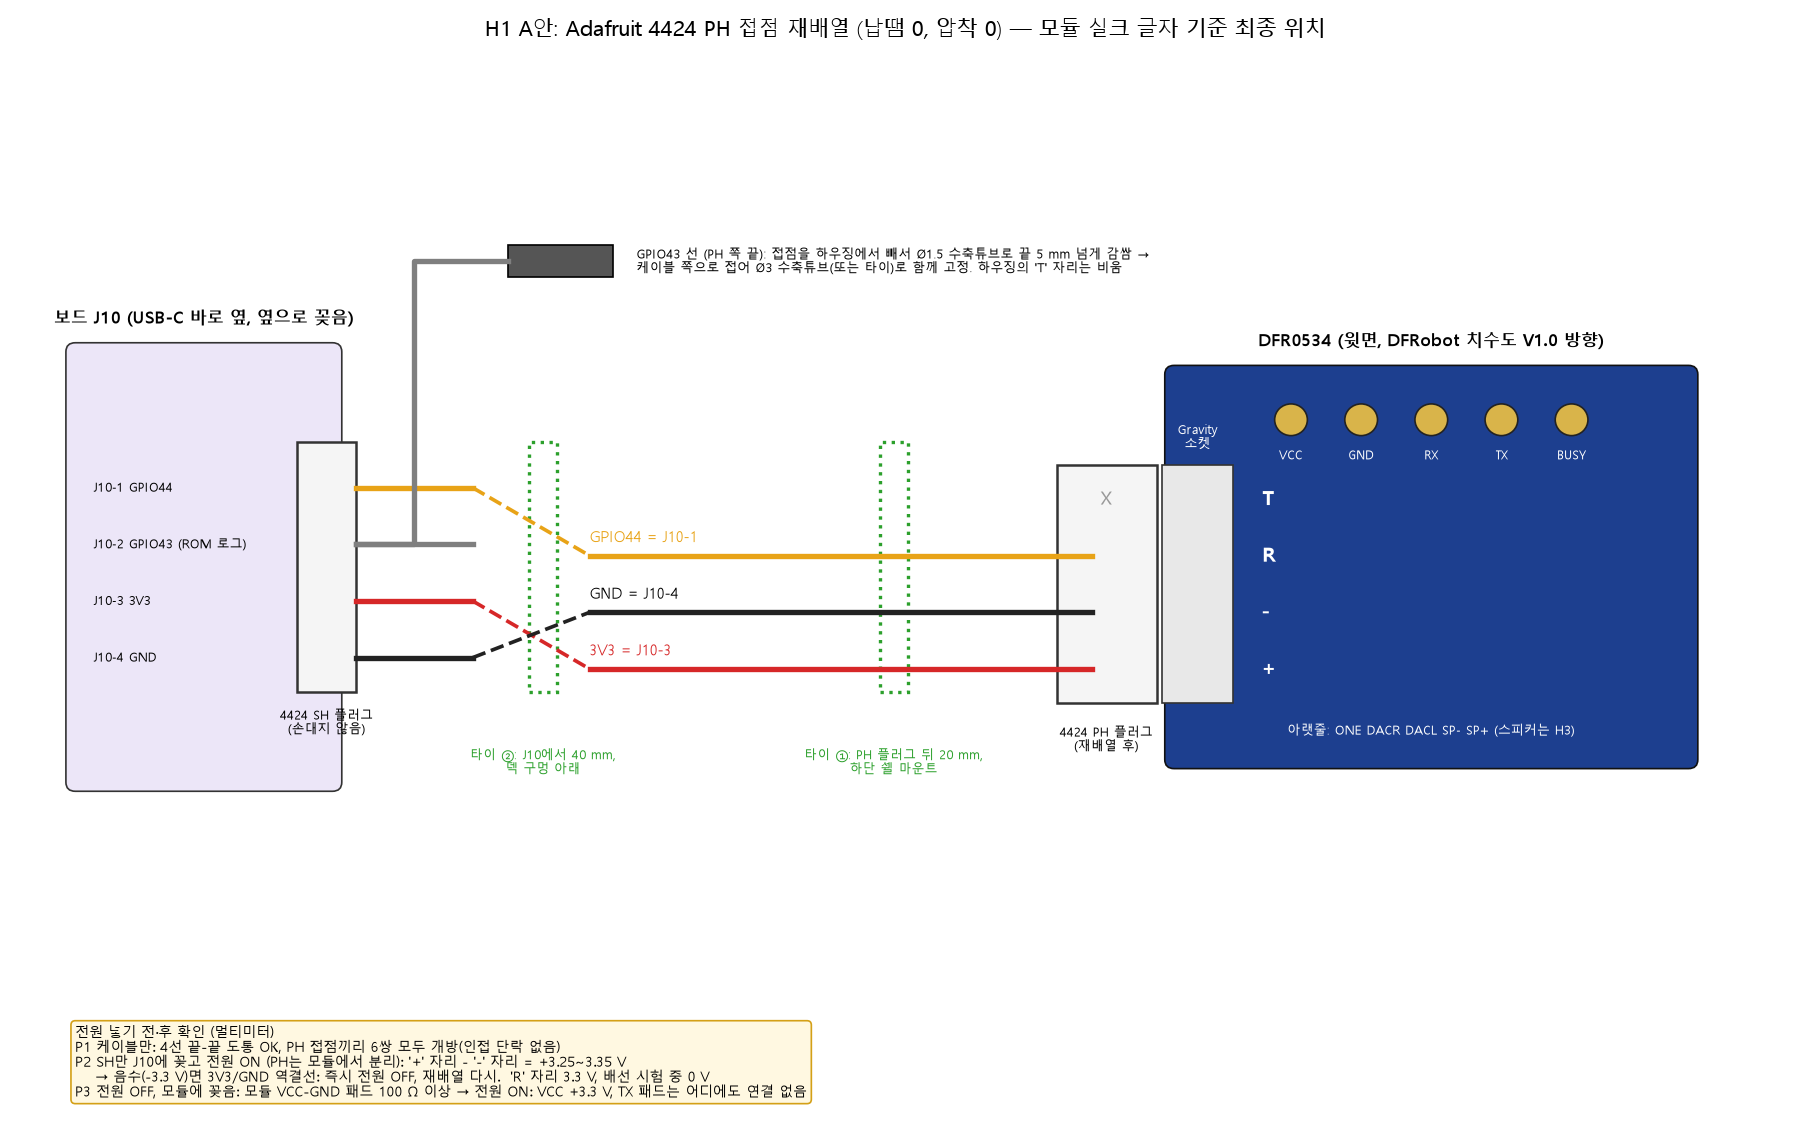 H1 A안: Adafruit 4424 PH 접점 재배열 (납땜 0, 압착 0) — 모듈 실크 글자 기준 최종 위치
GPIO43 선 (PH 쪽 끝): 접점을 하우징에서 빼서 Ø1.5 수축튜브로 끝 5 mm 넘게 감쌈 →
케이블 쪽으로 접어 Ø3 수축튜브(또는 타이)로 함께 고정. 하우징의 'T' 자리는 비움
보드 J10 (USB-C 바로 옆, 옆으로 꽂음)
DFR0534 (윗면, DFRobot 치수도 V1.0 방향)
Gravity
소켓
VCC
GND
RX
TX
BUSY
J10-1 GPIO44
J10-2 GPIO43 (ROM 로그)
J10-3 3V3
J10-4 GND
GPIO44 = J10-1
GND = J10-4
3V3 = J10-3
X
T
R
-
+
4424 SH 플러그
(손대지 않음)
4424 PH 플러그
(재배열 후)
아랫줄: ONE DACR DACL SP- SP+ (스피커는 H3)
타이 ②: J10에서 40 mm,
덱 구멍 아래
타이 ①: PH 플러그 뒤 20 mm,
하단 쉘 마운트
전원 넣기 전·후 확인 (멀티미터)
P1 케이블만: 4선 끝-끝 도통 OK, PH 접점끼리 6쌍 모두 개방(인접 단락 없음)
P2 SH만 J10에 꽂고 전원 ON (PH는 모듈에서 분리): '+' 자리 - '-' 자리 = +3.25~3.35 V
→ 음수(-3.3 V)면 3V3/GND 역결선: 즉시 전원 OFF, 재배열 다시. 'R' 자리 3.3 V, 배선 시험 중 0 V
P3 전원 OFF, 모듈에 꽂음: 모듈 VCC-GND 패드 100 Ω 이상 → 전원 ON: VCC +3.3 V, TX 패드는 어디에도 연결 없음